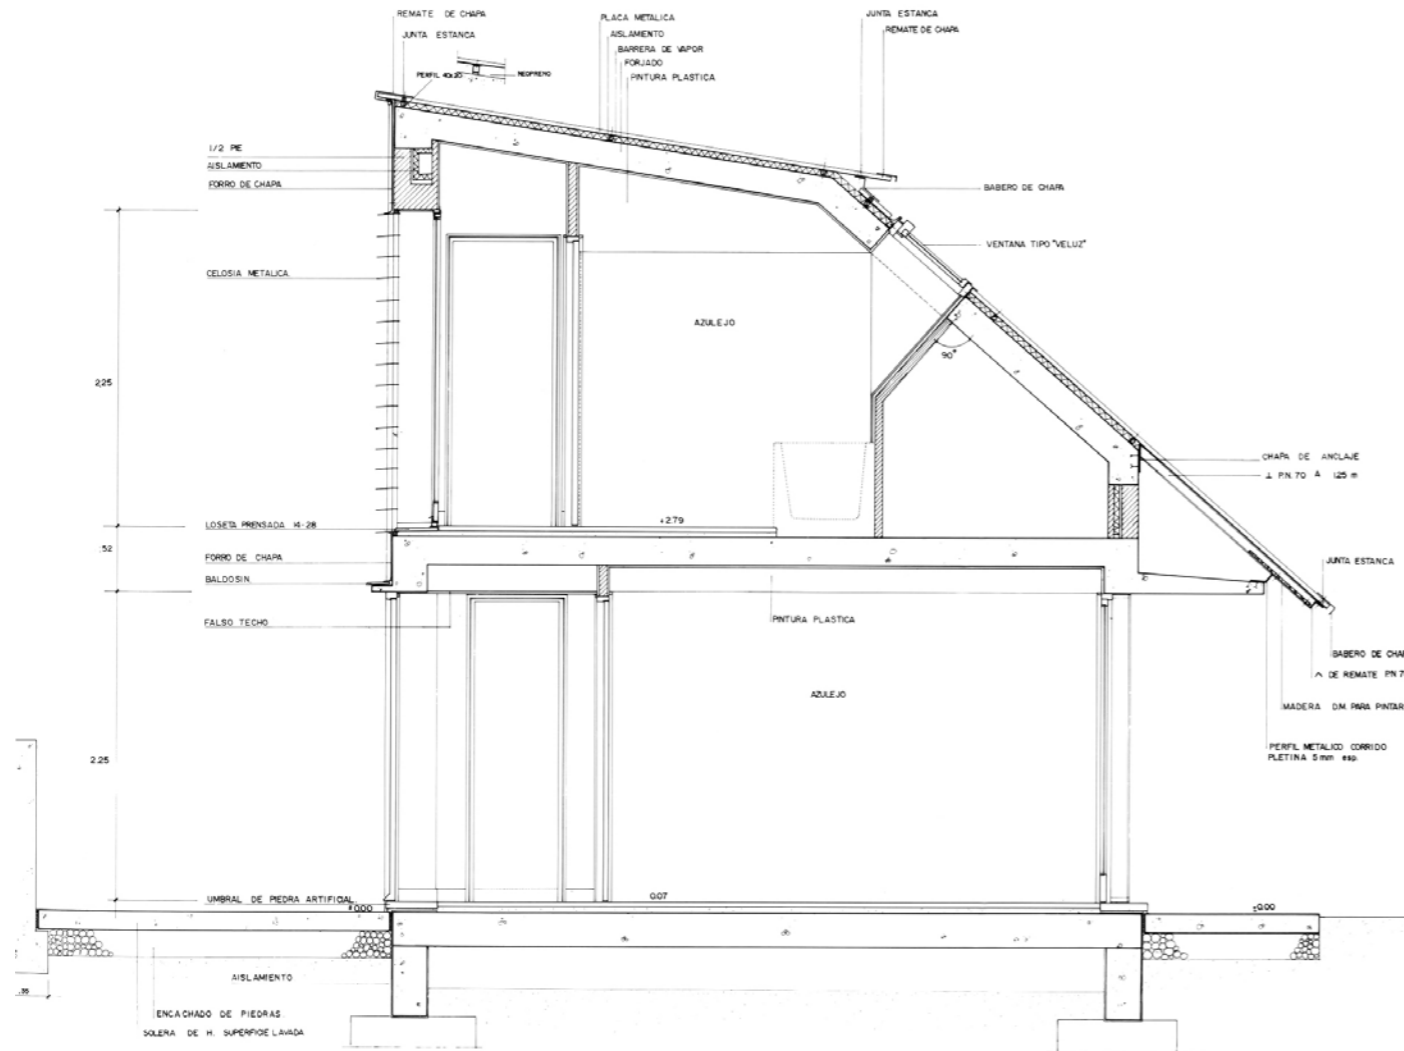 REMATE DE CHAPA
JUNTA ESTANCA
PERFIL 40x20
NEOPRENO
PLACA METALICA
AISLAMIENTO
BARRERA DE VAPOR
FORJADO
PINTURA PLASTICA
JUNTA ESTANCA
REMATE DE CHAPA
1/2 PIE
AISLAMIENTO
FORRO DE CHAPA
BABERO DE CHAPA
VENTANA TIPO "VELUZ"
CELOSIA METALICA
AZULEJO
90°
2,25
CHAPA DE ANCLAJE
⊥ P.N. 70 A 1,25 m
LOSETA PRENSADA 14-28
+2.79
.52
FORRO DE CHAPA
BALDOSIN
JUNTA ESTANCA
FALSO TECHO
PINTURA PLASTICA
BABERO DE CHA
DE REMATE P.N 7
AZULEJO
MADERA D.M. PARA PINTAR
PERFIL METALICO CORRIDO
PLETINA 5mm esp.
2.25
UMBRAL DE PIEDRA ARTIFICIAL
±0.00
0.07
±0.00
AISLAMIENTO
.35
ENCACHADO DE PIEDRAS
SOLERA DE H. SUPERFICIE LAVADA